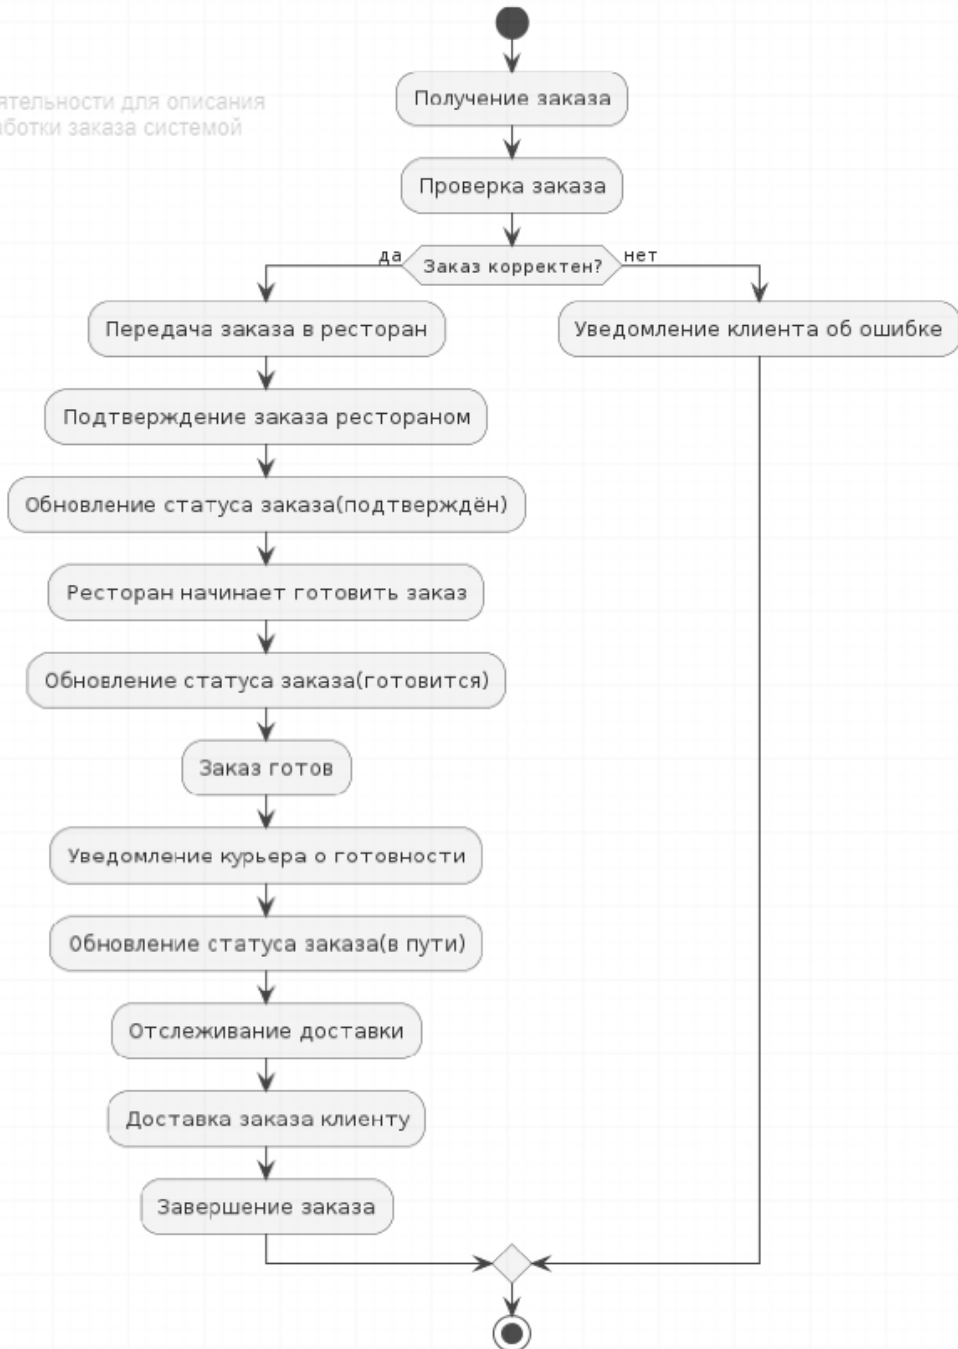 Получение заказа
для описания
заказа системой
Проверка заказа
да
Заказ корректен?
нет
Передача заказа в ресторан
Уведомление клиента об ошибке
Подтверждение заказа рестораном
Обновление статуса заказа(подтверждён)
Ресторан начинает готовить заказ
Обновление статуса заказа(готовится)
Заказ готов
Уведомление курьера о готовности
Обновление статуса заказа(в пути)
Отслеживание доставки
Доставка заказа клиенту
Завершение заказа